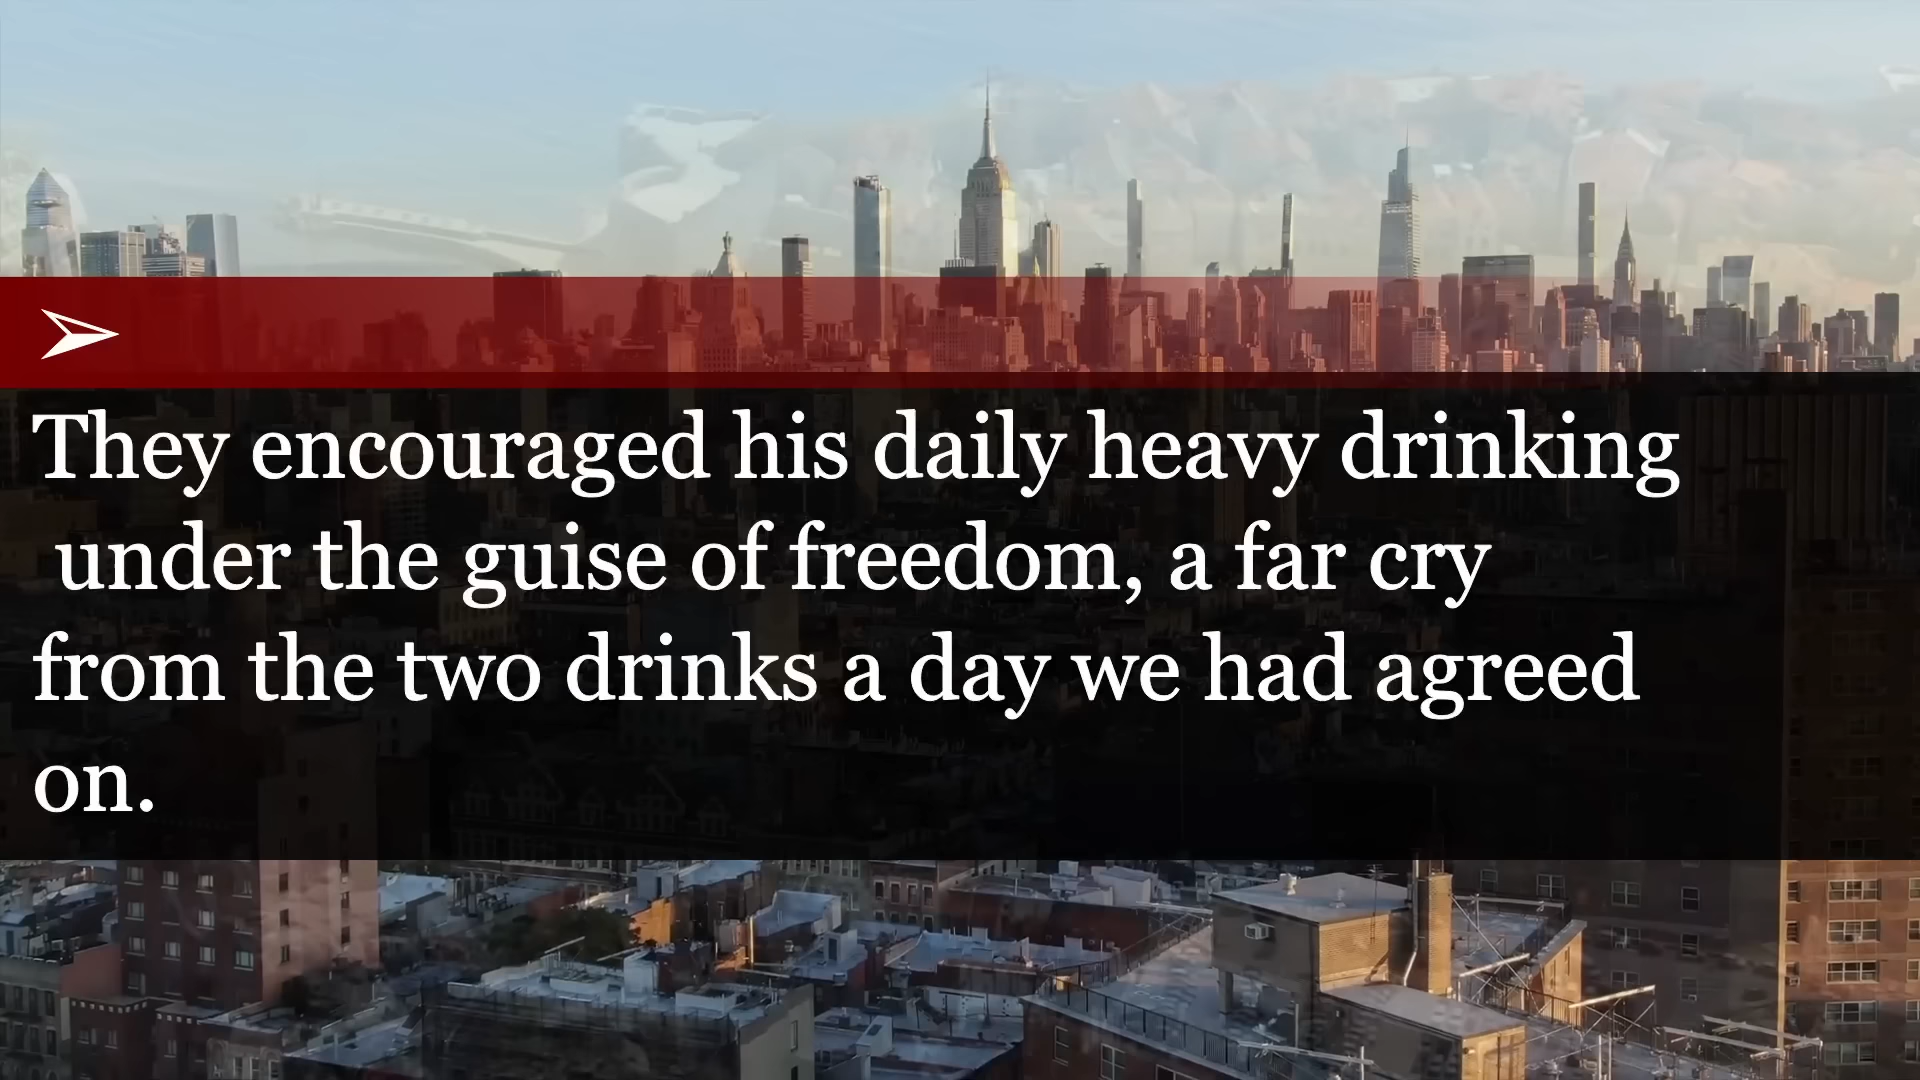 They encouraged his daily heavy drinking
under the guise of freedom, a far cry
from the two drinks a day we had agreed
on.